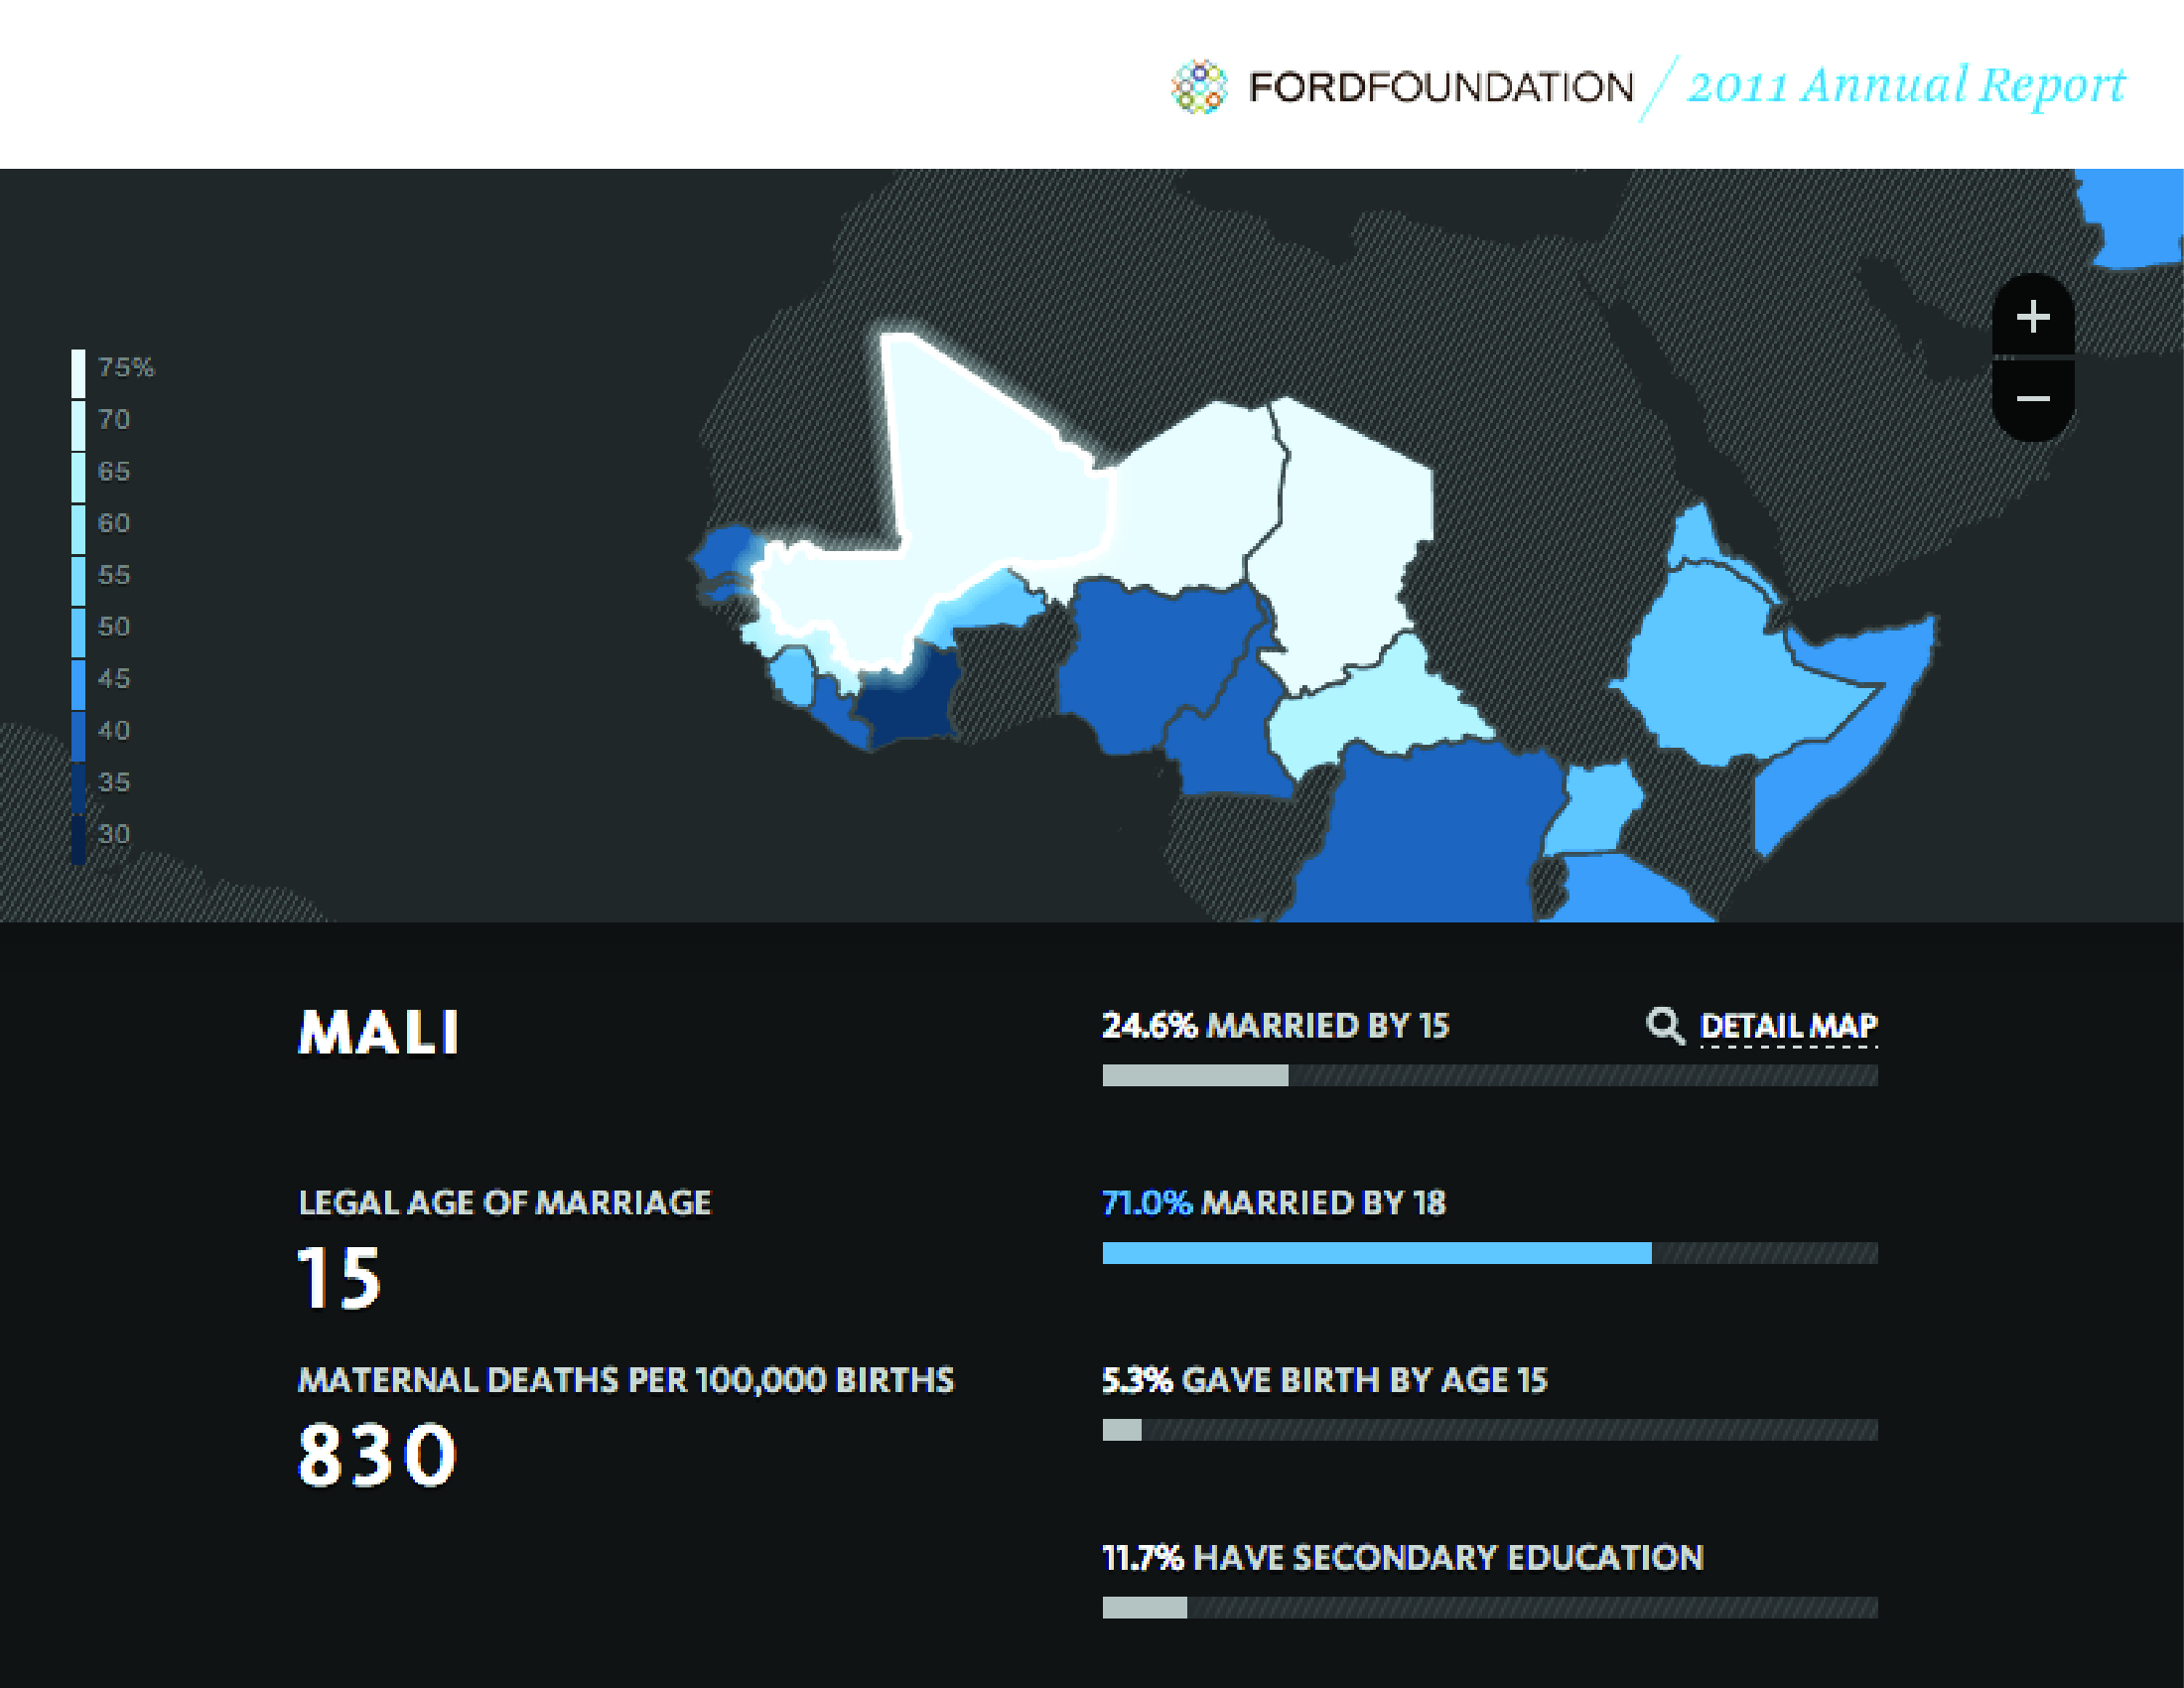 FORDFOUNDATION / 2011 Annual Report
+
−
75%
70
65
60
55
50
45
40
35
30
MALI
LEGAL AGE OF MARRIAGE
15
MATERNAL DEATHS PER 100,000 BIRTHS
830
24.6% MARRIED BY 15
DETAIL MAP
71.0% MARRIED BY 18
5.3% GAVE BIRTH BY AGE 15
11.7% HAVE SECONDARY EDUCATION